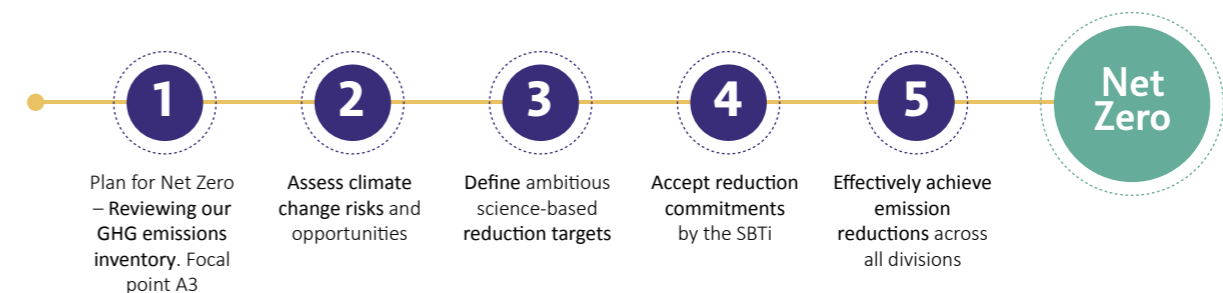 1
Plan for Net Zero
– Reviewing our
GHG emissions
inventory. Focal
point A3
2
Assess climate
change risks and
opportunities
3
Define ambitious
science-based
reduction targets
4
Accept reduction
commitments
by the SBTi
5
Effectively achieve
emission
reductions across
all divisions
Net
Zero